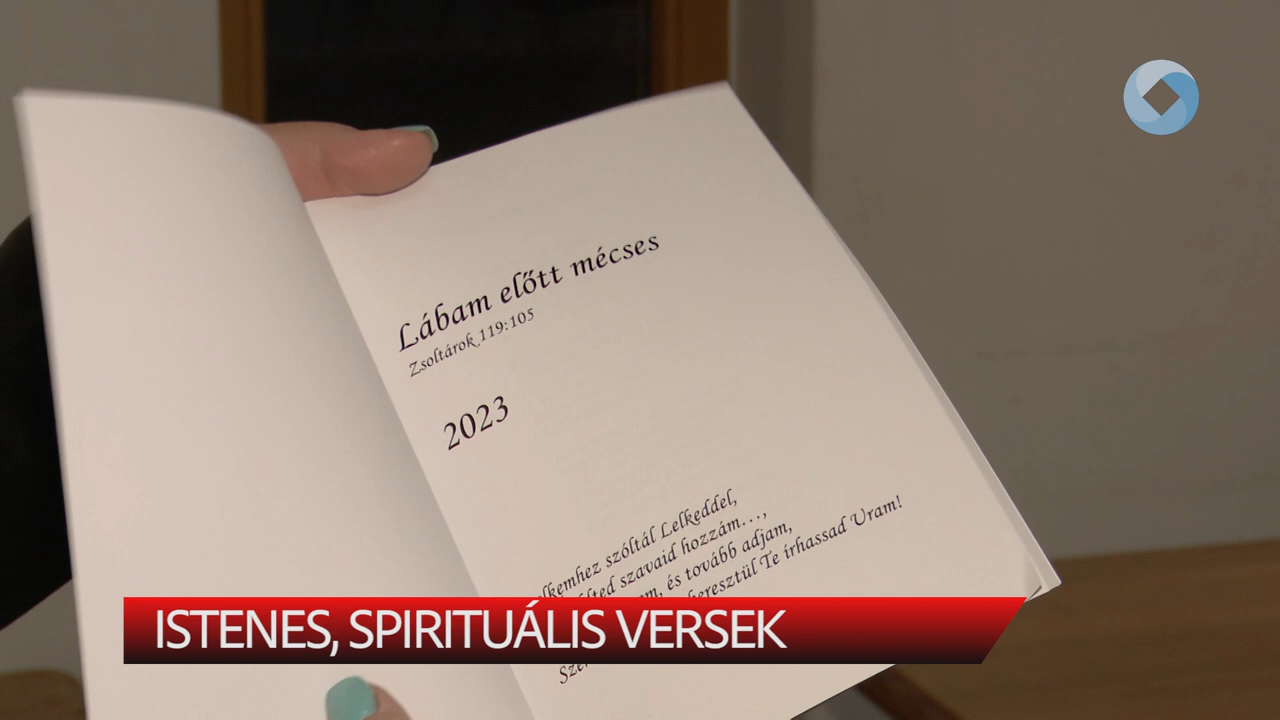 Lábam előtt mécses
Zsoltárok 119:105
2023
szóltál Lelkeddel,
szavaid hozzám...,
és tovább adjam,
keresztül Te írhassad Uram!
ISTENES, SPIRITUÁLIS VERSEK